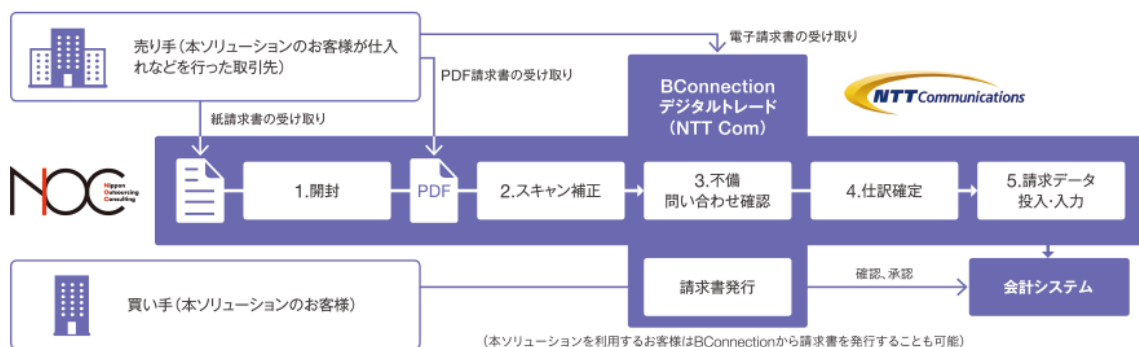 売り手（本ソリューションのお客様が仕入
れなどを行った取引先）
電子請求書の受け取り
PDF請求書の受け取り
紙請求書の受け取り
BConnection
デジタルトレード
（NTT Com）
NTT Communications
NOC
Nippon
Outsourcing
Consulting
1.開封
PDF
2.スキャン補正
3.不備
問い合わせ確認
4.仕訳確定
5.請求データ
投入・入力
買い手（本ソリューションのお客様）
請求書発行
確認、承認
会計システム
（本ソリューションを利用するお客様はBConnectionから請求書を発行することも可能）